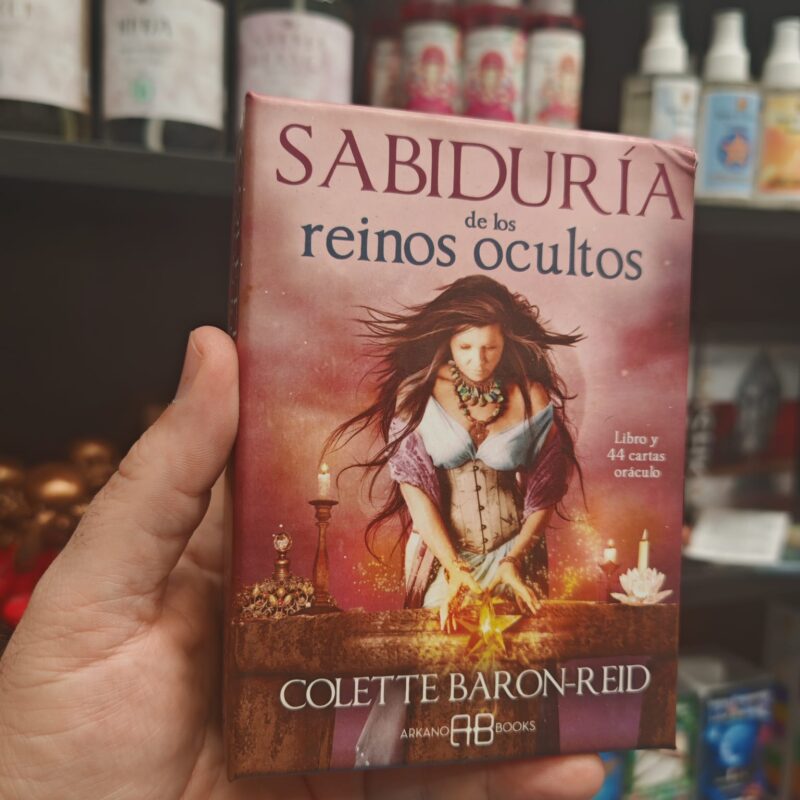 SABIDURÍA
de los
reinos ocultos
Libro y
44 cartas
oráculo
COLETTE BARON-REID
ARKANO AB BOOKS